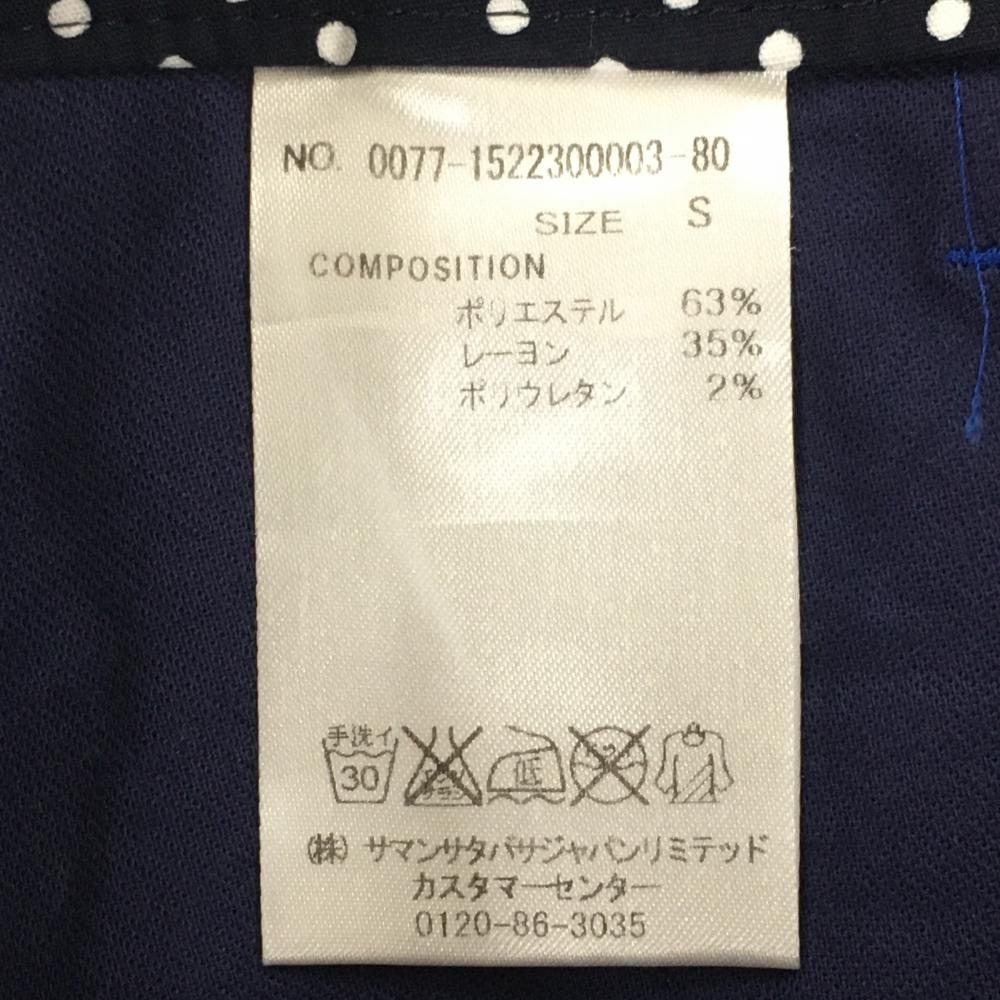 NO. 0077-1522300003-80
SIZE S
COMPOSITION
ポリエステル 63%
レーヨン 35%
ポリウレタン 2%
手洗イ
30
低
(株) サマンサタバサジャパンリミテッド
カスタマーセンター
0120-86-3035